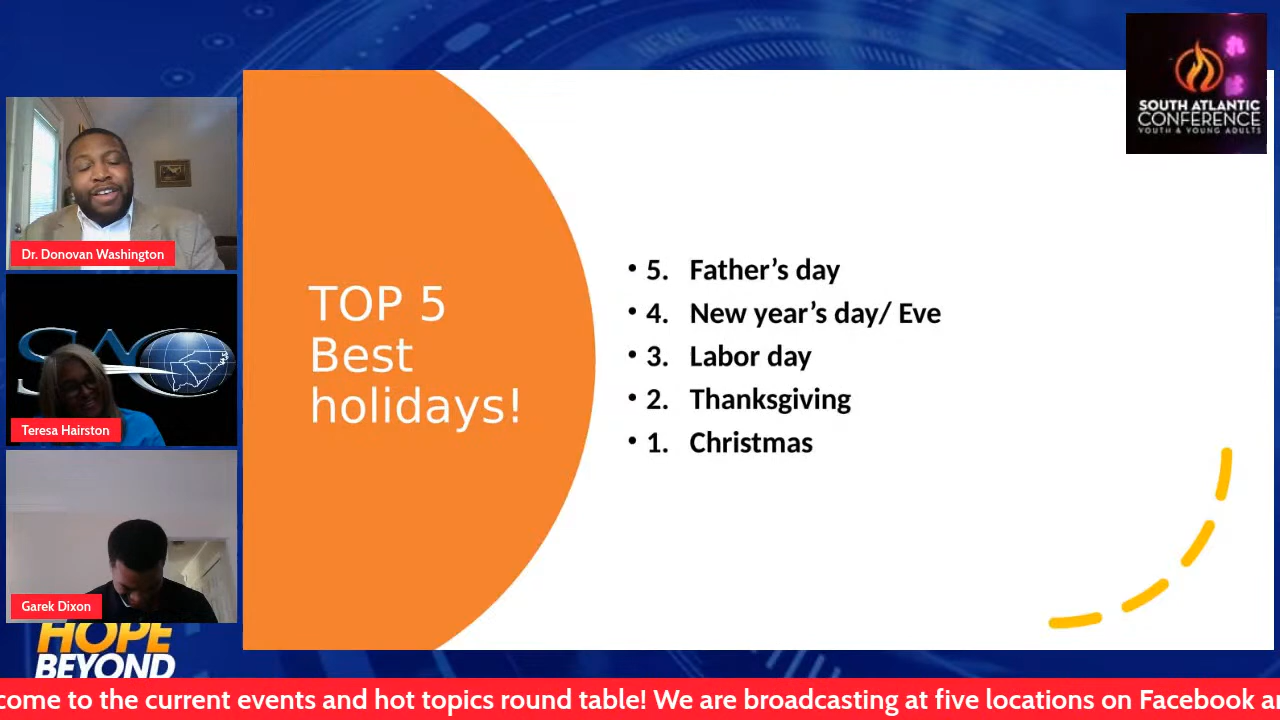 SOUTH ATLANTIC
CONFERENCE
YOUTH & YOUNG ADULTS
NEWS
Dr. Donovan Washington
TOP 5
Best
holidays!
• 5. Father’s day
• 4. New year’s day/ Eve
• 3. Labor day
• 2. Thanksgiving
• 1. Christmas
Teresa Hairston
Garek Dixon
HOPE
BEYOND
come to the current events and hot topics round table! We are broadcasting at five locations on Facebook